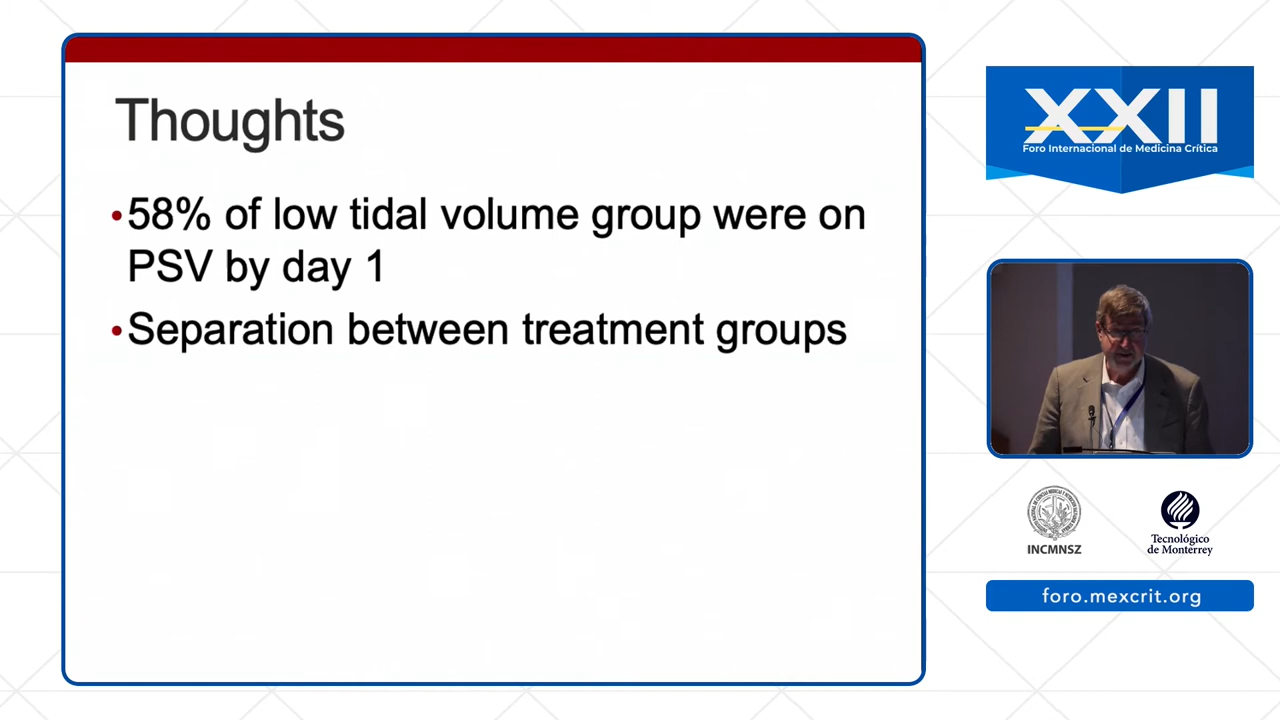 Thoughts
•58% of low tidal volume group were on
PSV by day 1
•Separation between treatment groups
XXII
Foro Internacional de Medicina Crítica
INCMNSZ
Tecnológico
de Monterrey
foro.mexcrit.org